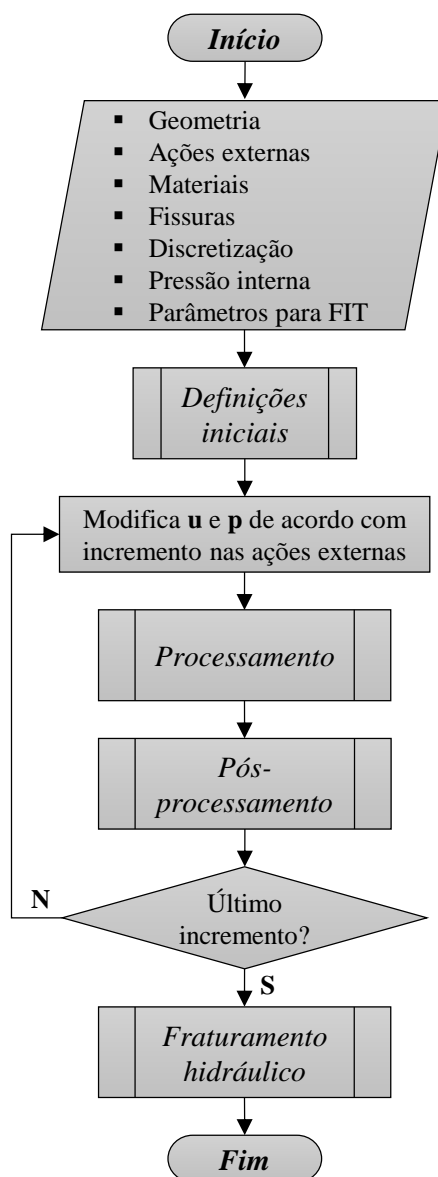 Início
▪ Geometria
▪ Ações externas
▪ Materiais
▪ Fissuras
▪ Discretização
▪ Pressão interna
▪ Parâmetros para FIT
Definições
iniciais
Modifica u e p de acordo com
incremento nas ações externas
Processamento
Pós-
processamento
N
Último
incremento?
S
Fraturamento
hidráulico
Fim